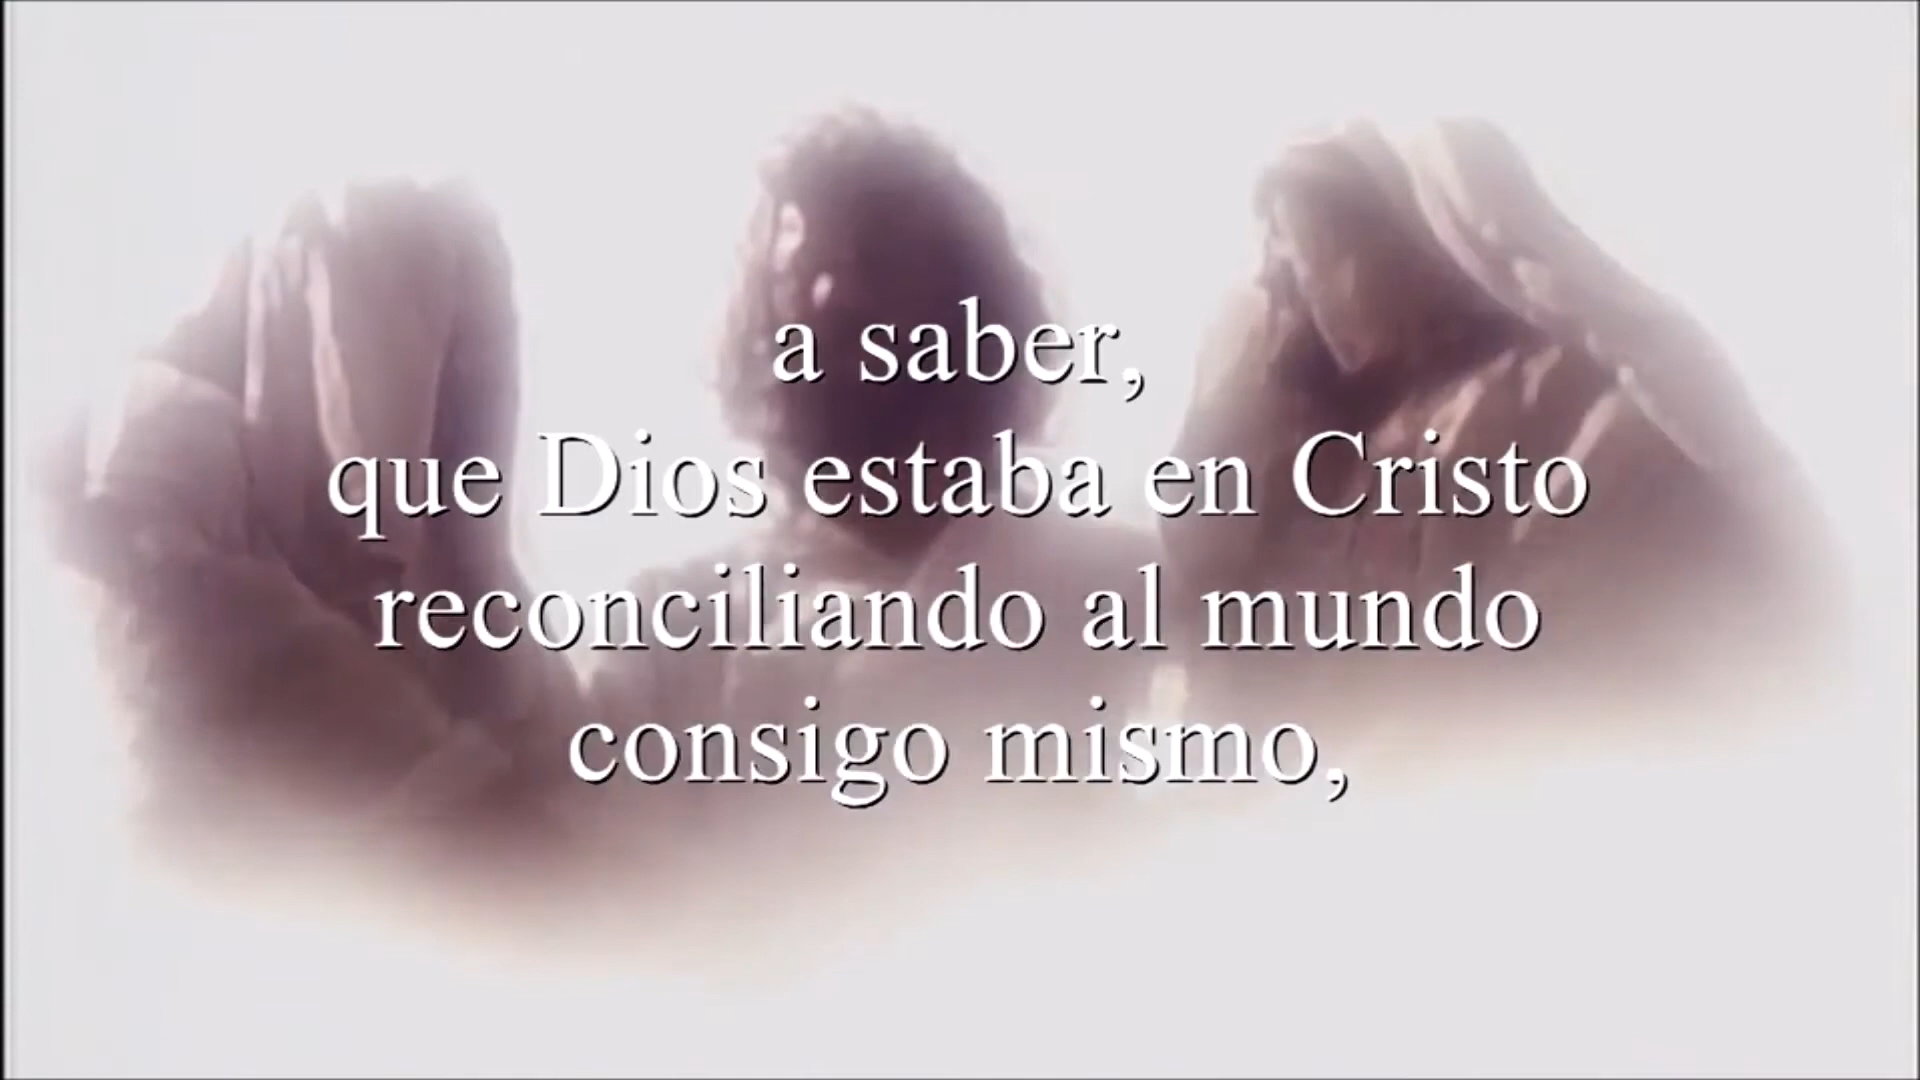 a saber,
que Dios estaba en Cristo
reconciliando al mundo
consigo mismo,